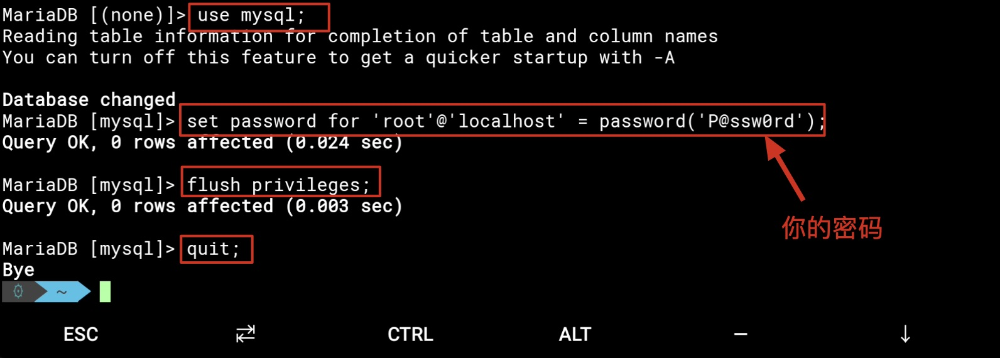 MariaDB [(none)]> use mysql;
Reading table information for completion of table and column names
You can turn off this feature to get a quicker startup with -A
Database changed
MariaDB [mysql]> set password for 'root'@'localhost' = password('P@ssw0rd');
Query OK, 0 rows affected (0.024 sec)
MariaDB [mysql]> flush privileges;
Query OK, 0 rows affected (0.003 sec)
你的密码
MariaDB [mysql]> quit;
Bye
~
ESC ⇄ CTRL ALT — ↓